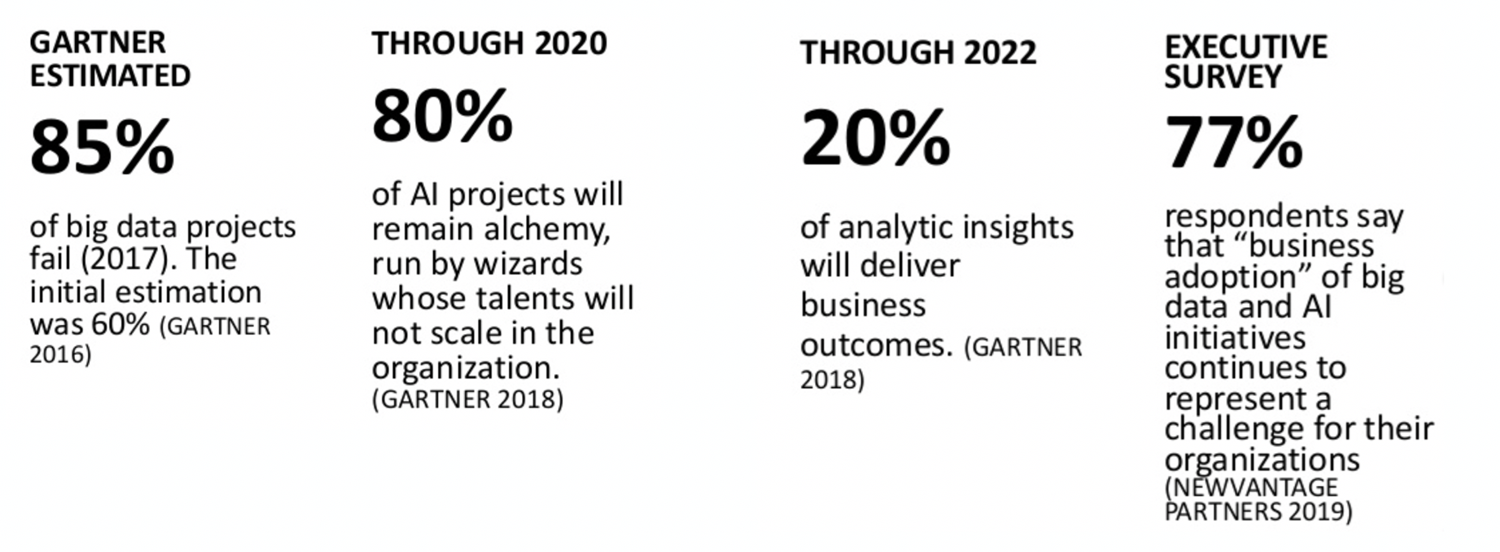 GARTNER
ESTIMATED
85%
of big data projects
fail (2017). The
initial estimation
was 60% (GARTNER
2016)
THROUGH 2020
80%
of AI projects will
remain alchemy,
run by wizards
whose talents will
not scale in the
organization.
(GARTNER 2018)
THROUGH 2022
20%
of analytic insights
will deliver
business
outcomes. (GARTNER
2018)
EXECUTIVE
SURVEY
77%
respondents say
that “business
adoption” of big
data and AI
initiatives
continues to
represent a
challenge for their
organizations
(NEWVANTAGE
PARTNERS 2019)